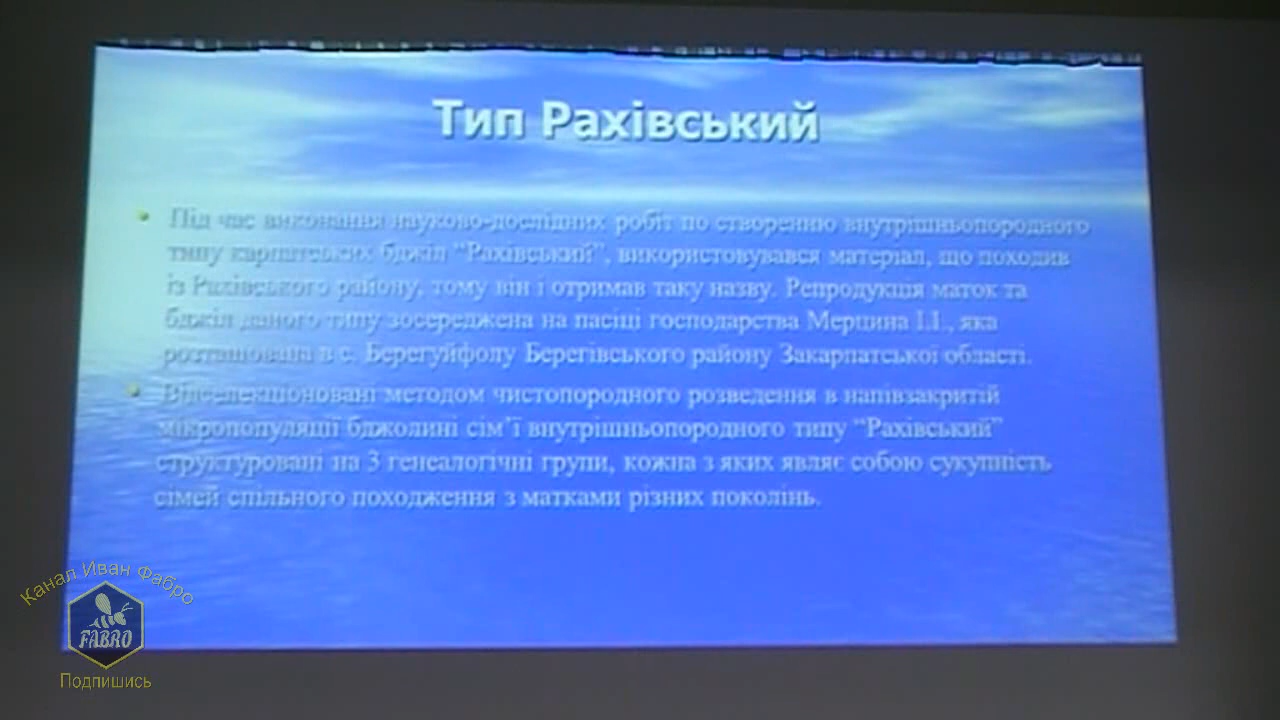 Тип Рахівський
Під час виконання науково-дослідних робіт по створенню внутрішньопородного
типу карпатських бджіл “Рахівський”, використовувався матеріал, що походив
із Рахівського району, тому він і отримав таку назву. Репродукція маток та
бджіл даного типу зосереджена на пасіці господарства Мерцина І.І., яка
розташована в с. Берегуйфолу Берегівського району Закарпатської області.
Відселекціоновані методом чистопородного розведення в напівзакритій
мікропопуляції бджолині сім’ї внутрішньопородного типу “Рахівський”
структуровані на 3 генеалогічні групи, кожна з яких являє собою сукупність
сімей спільного походження з матками різних поколінь.
Канал Иван Фабро
FABRO
Подпишись